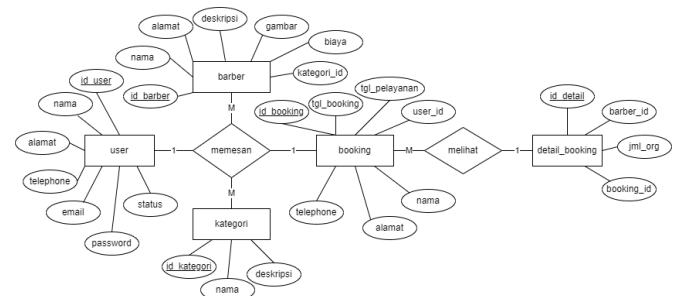 deskripsi
alamat
gambar
biaya
nama
barber
kategori_id
id_user
id_barber
tgl_pelayanan
id_detail
nama
M
id_booking
tgl_booking
user_id
barber_id
alamat
user
1
memesan
1
booking
M
melihat
1
detail_booking
jml_org
telephone
M
booking_id
email
status
telephone
nama
kategori
alamat
password
id_kategori
deskripsi
nama